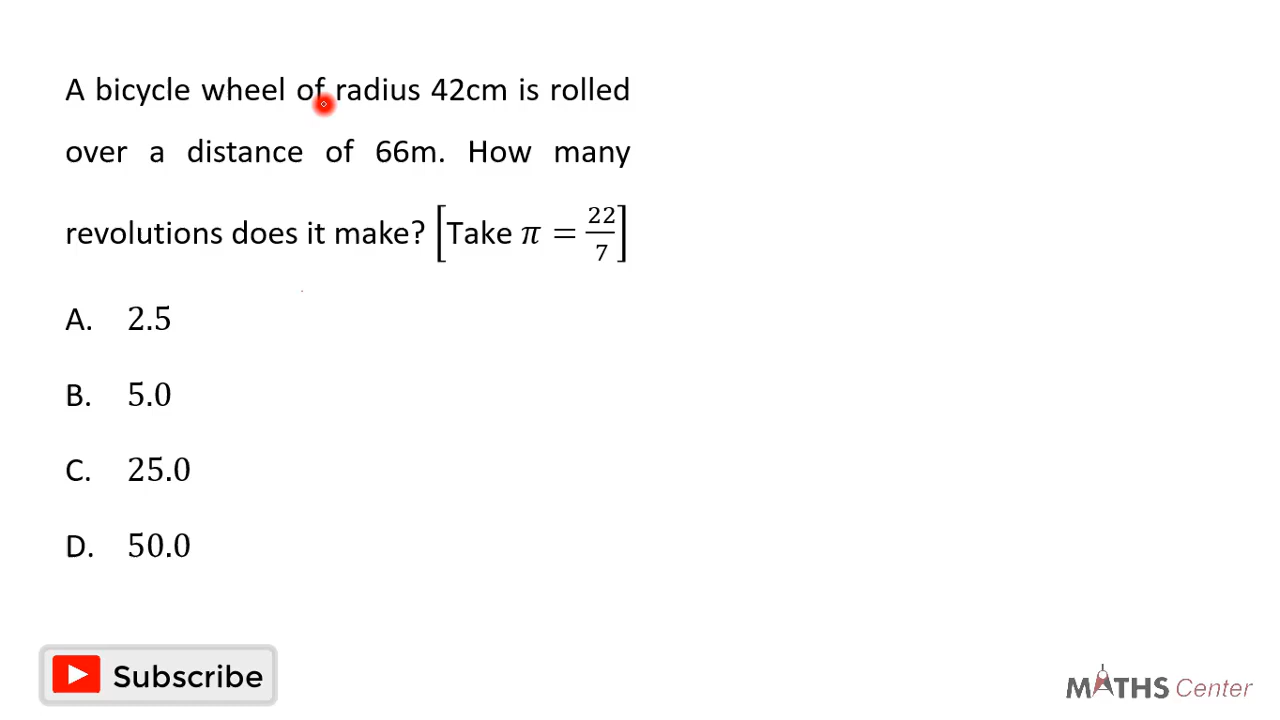 A bicycle wheel of radius 42cm is rolled
over a distance of 66m. How many
revolutions does it make? [Take π = 22/7]
A. 2.5
B. 5.0
C. 25.0
D. 50.0
Subscribe
MATHS Center